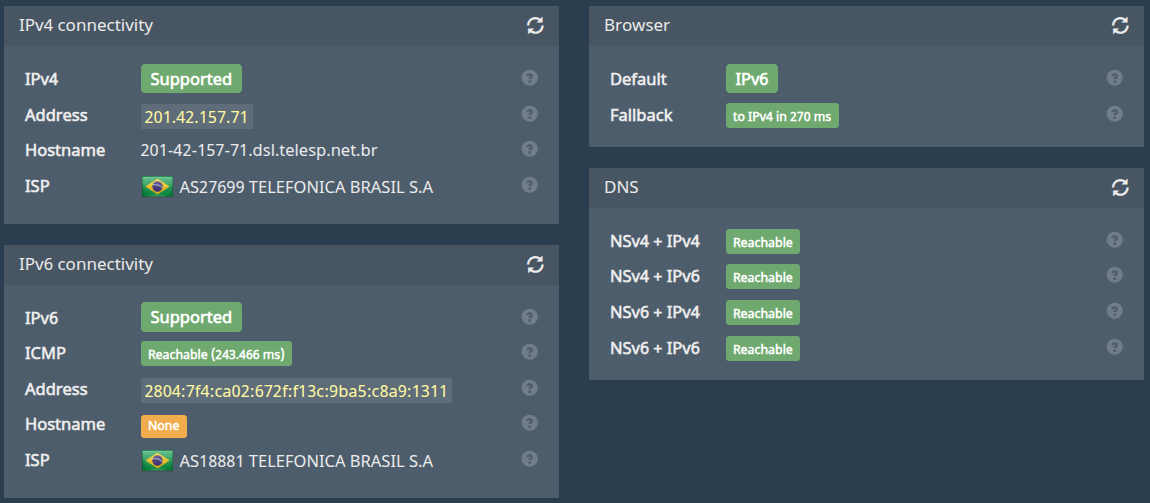 IPv4 connectivity
IPv4 Supported
Address 201.42.157.71
Hostname 201-42-157-71.dsl.telesp.net.br
ISP AS27699 TELEFONICA BRASIL S.A
IPv6 connectivity
IPv6 Supported
ICMP Reachable (243.466 ms)
Address 2804:7f4:ca02:672f:f13c:9ba5:c8a9:1311
Hostname None
ISP AS18881 TELEFONICA BRASIL S.A
Browser
Default IPv6
Fallback to IPv4 in 270 ms
DNS
NSv4 + IPv4 Reachable
NSv4 + IPv6 Reachable
NSv6 + IPv4 Reachable
NSv6 + IPv6 Reachable